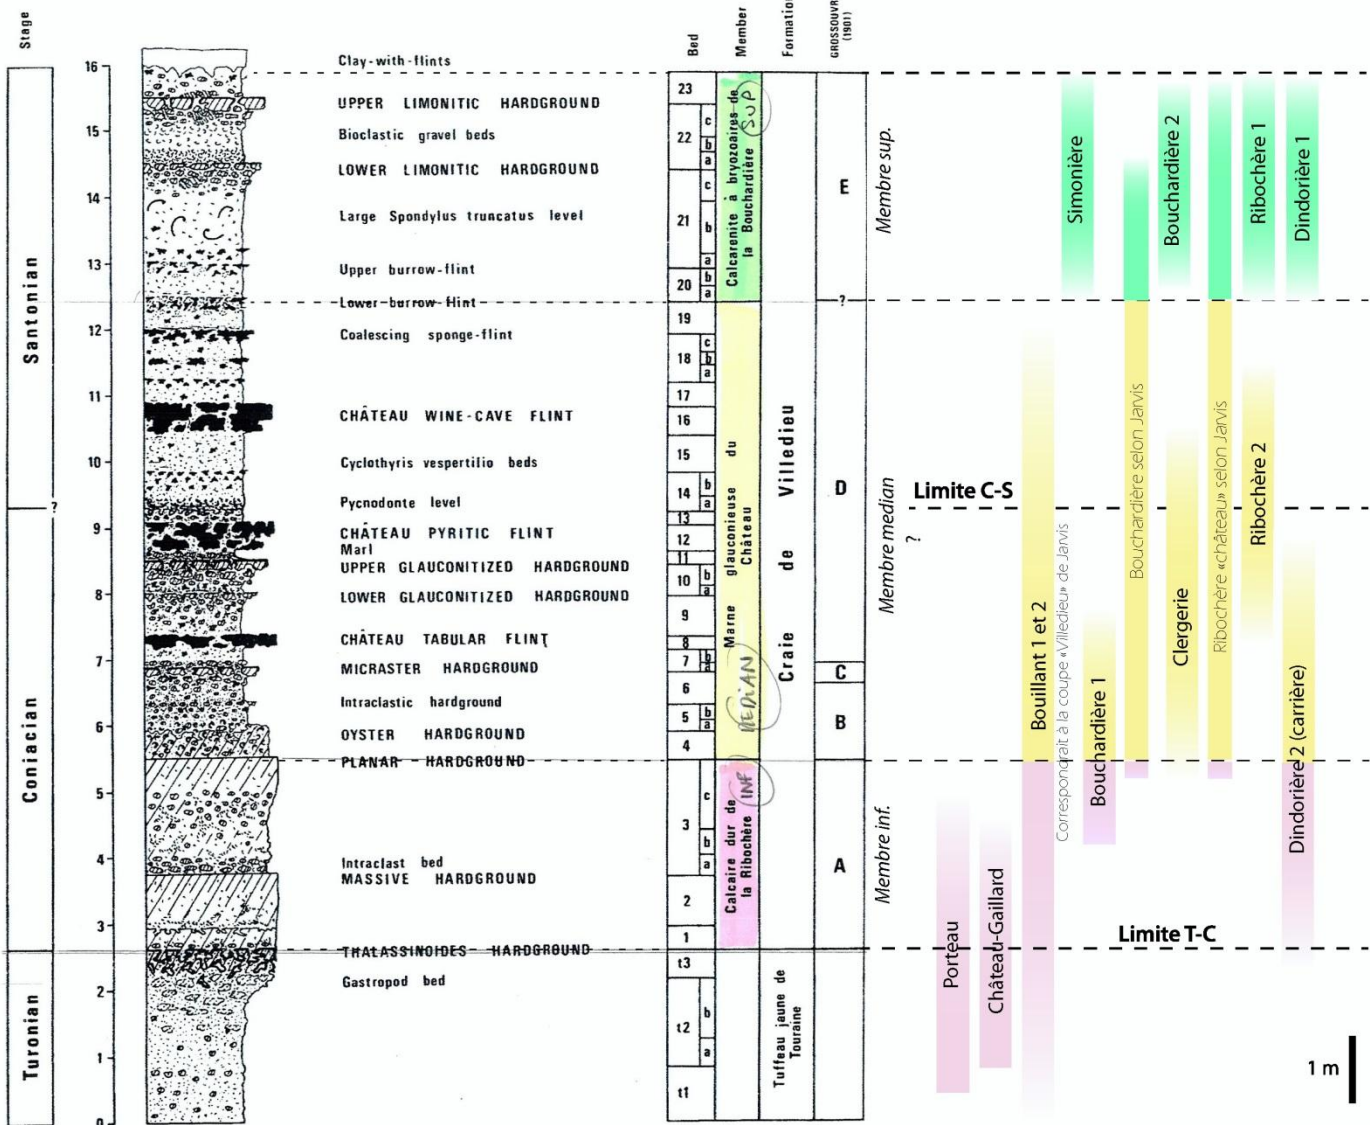 Stage
Bed
Member
Formation
GROSSOUVR
(1901)
Clay-with-flints
UPPER LIMONITIC HARDGROUND
Bioclastic gravel beds
LOWER LIMONITIC HARDGROUND
Large Spondylus truncatus level
Upper burrow-flint
Lower burrow-flint
Coalescing sponge-flint
CHÂTEAU WINE-CAVE FLINT
Cyclothyris vespertilio beds
Pycnodonte level
CHÂTEAU PYRITIC FLINT
Marl
UPPER GLAUCONITIZED HARDGROUND
LOWER GLAUCONITIZED HARDGROUND
CHÂTEAU TABULAR FLINT
MICRASTER HARDGROUND
Intraclastic hardground
OYSTER HARDGROUND
PLANAR HARDGROUND
Intraclast bed
MASSIVE HARDGROUND
THALASSINOIDES HARDGROUND
Gastropod bed
Santonian
?
Coniacian
Turonian
16
15
14
13
12
11
10
9
8
7
6
5
4
3
2
1
0
23
22
c
b
a
21
c
b
a
20
b
a
19
18
c
b
a
17
16
15
14
b
a
13
12
11
10
b
a
9
8
7
b
a
6
5
b
a
4
3
c
b
a
2
1
t3
t2
b
a
t1
Calcarenite à bryozoaires de
la Bouchardière
SUP
Marne glauconieuse du
Château
MEDIAN
Calcaire dur de
la Ribochère
INF
Craie de Villedieu
Tuffeau jaune de
Touraine
E
?
D
C
B
A
Membre sup.
Membre median
?
Membre inf.
Limite C-S
Limite T-C
Porteau
Château-Gaillard
Bouillant 1 et 2
Correspondrait à la coupe «Villedieu» de Jarvis
Simonière
Bouchardière 1
Bouchardière selon Jarvis
Bouchardière 2
Clergerie
Ribochère «château» selon Jarvis
Ribochère 1
Ribochère 2
Dindorière 1
Dindorière 2 (carrière)
1 m